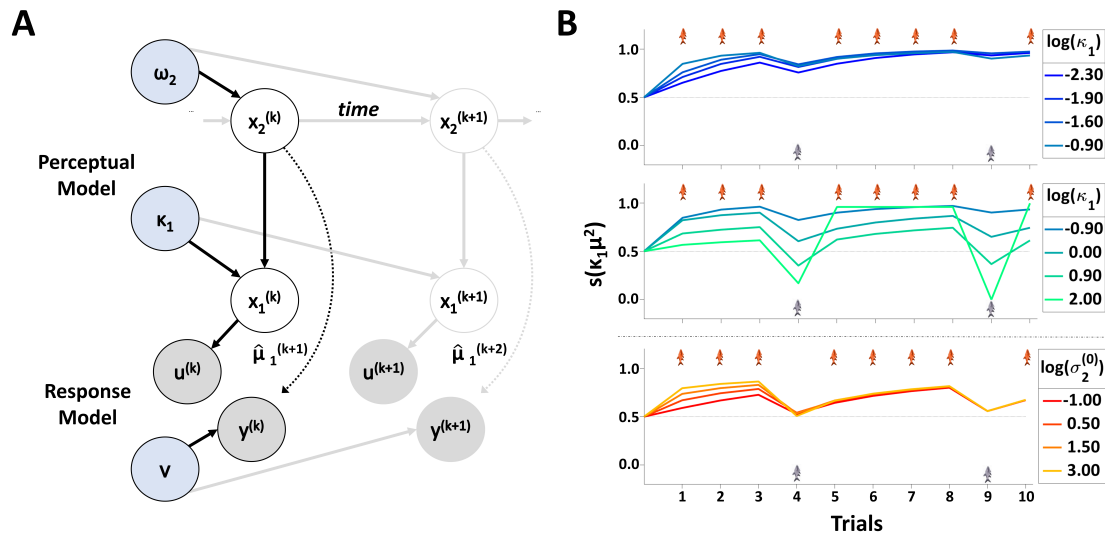 A
ω₂
x₂⁽ᵏ⁾
time
x₂⁽ᵏ⁺¹⁾
...
...
Perceptual
Model
κ₁
x₁⁽ᵏ⁾
x₁⁽ᵏ⁺¹⁾
μ̂₁⁽ᵏ⁺¹⁾
μ̂₁⁽ᵏ⁺²⁾
u⁽ᵏ⁾
u⁽ᵏ⁺¹⁾
Response
Model
y⁽ᵏ⁾
y⁽ᵏ⁺¹⁾
ν
B
1.0
0.5
0.0
log(κ₁)
-2.30
-1.90
-1.60
-0.90
s(κ₁μ²)
1.0
0.5
0.0
log(κ₁)
-0.90
0.00
0.90
2.00
1.0
0.5
0.0
log(σ₂⁽⁰⁾)
-1.00
0.50
1.50
3.00
1 2 3 4 5 6 7 8 9 10
Trials